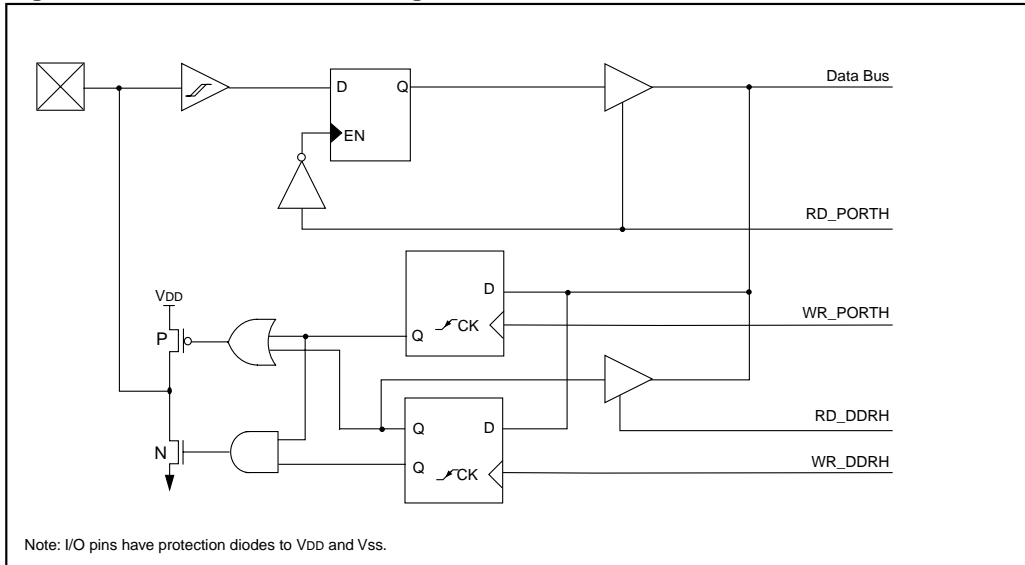 Data Bus
D Q
EN
RD_PORTH
VDD
D
WR_PORTH
P
Q CK
RD_DDRH
Q D
N
Q
CK
WR_DDRH
Note: I/O pins have protection diodes to VDD and Vss.